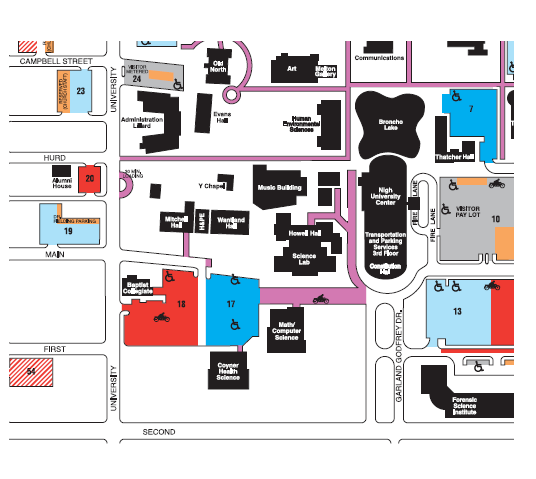 CAMPBELL STREET
UNIVERSITY
23
VISITOR
METERED
24
Old
North
Art
Melton
Gallery
Communications
Administration
Lillard
Evans
Hall
Human
Environmental
Sciences
Broncho
Lake
7
Thatcher Hall
HURD
Alumni
House
20
Y Chapel
Music Building
Nigh
University
Center
Transportation
and Parking
Services
3rd Floor
Constitution
Hall
FIRE LANE
FIRE LANE
VISITOR
PAY LOT
10
19
MAIN
Mitchell
Hall
HAPE
Wantland
Hall
Howell Hall
Science
Lab
Baptist
Collegiate
18
17
Math/
Computer
Science
Coyner
Health
Science
13
GARLAND GODFREY DR.
FIRST
54
UNIVERSITY
Forensic
Science
Institute
SECOND